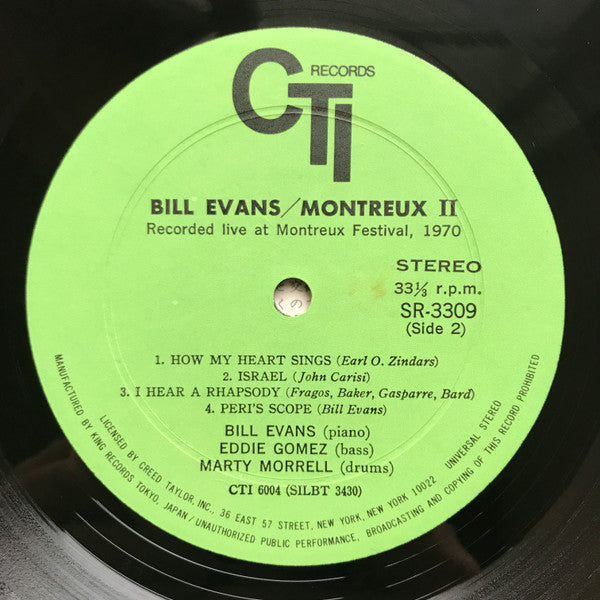 CTI
RECORDS
BILL EVANS/MONTREUX II
Recorded live at Montreux Festival, 1970
STEREO
33⅓ r.p.m.
SR-3309
(Side 2)
の
く
1. HOW MY HEART SINGS (Earl O. Zindars)
2. ISRAEL (John Carisi)
3. I HEAR A RHAPSODY (Fragos, Baker, Gasparre, Bard)
4. PERI'S SCOPE (Bill Evans)
BILL EVANS (piano)
EDDIE GOMEZ (bass)
MARTY MORRELL (drums)
CTI 6004 (SILBT 3430)
LICENSED BY CREED TAYLOR, INC., 36 EAST 57 STREET, NEW YORK, NEW YORK 10022 UNIVERSAL STEREO
MANUFACTURED BY KING RECORDS TOKYO, JAPAN/UNAUTHORIZED PUBLIC PERFORMANCE, BROADCASTING AND COPYING OF THIS RECORD PROHIBITED